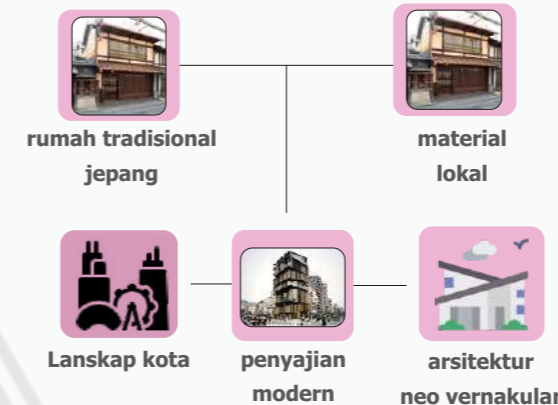 rumah tradisional
jepang
material
lokal
Lanskap kota
penyajian
modern
arsitektur
neo vernakular